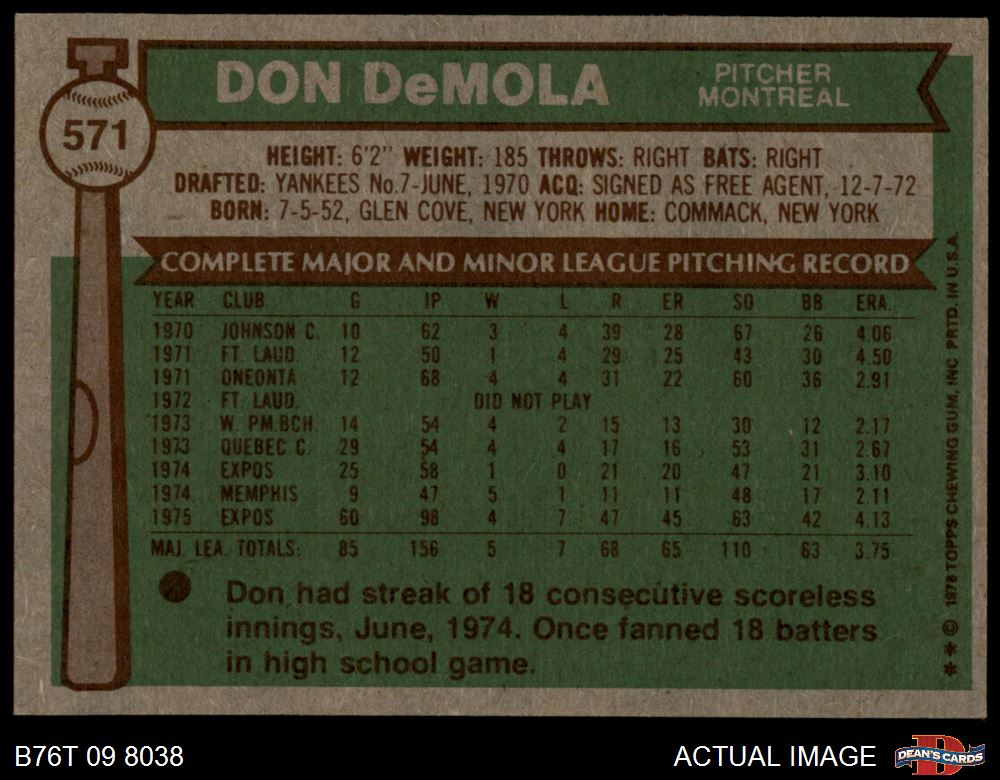 571
DON DeMOLA
PITCHER
MONTREAL
HEIGHT: 6'2" WEIGHT: 185 THROWS: RIGHT BATS: RIGHT
DRAFTED: YANKEES No.7-JUNE, 1970 ACQ: SIGNED AS FREE AGENT, 12-7-72
BORN: 7-5-52, GLEN COVE, NEW YORK HOME: COMMACK, NEW YORK
COMPLETE MAJOR AND MINOR LEAGUE PITCHING RECORD
YEAR CLUB G IP W L R ER SO BB ERA.
1970 JOHNSON C. 10 62 3 4 39 28 67 26 4.06
1971 FT. LAUD. 12 50 1 4 29 25 43 30 4.50
1971 ONEONTA 12 68 4 4 31 22 60 36 2.91
1972 FT. LAUD. DID NOT PLAY
1973 W. PM.BCH. 14 54 4 2 15 13 30 12 2.17
1973 QUEBEC C. 29 54 4 4 17 16 53 31 2.67
1974 EXPOS 25 58 1 0 21 20 47 21 3.10
1974 MEMPHIS 9 47 5 1 11 11 48 17 2.11
1975 EXPOS 60 98 4 7 47 45 63 42 4.13
MAJ. LEA. TOTALS: 85 156 5 7 68 65 110 63 3.75
Don had streak of 18 consecutive scoreless
innings, June, 1974. Once fanned 18 batters
in high school game.
** © 1976 TOPPS CHEWING GUM, INC PRTD. IN U.S.A.
B76T 09 8038
ACTUAL IMAGE
DEAN'S CARDS